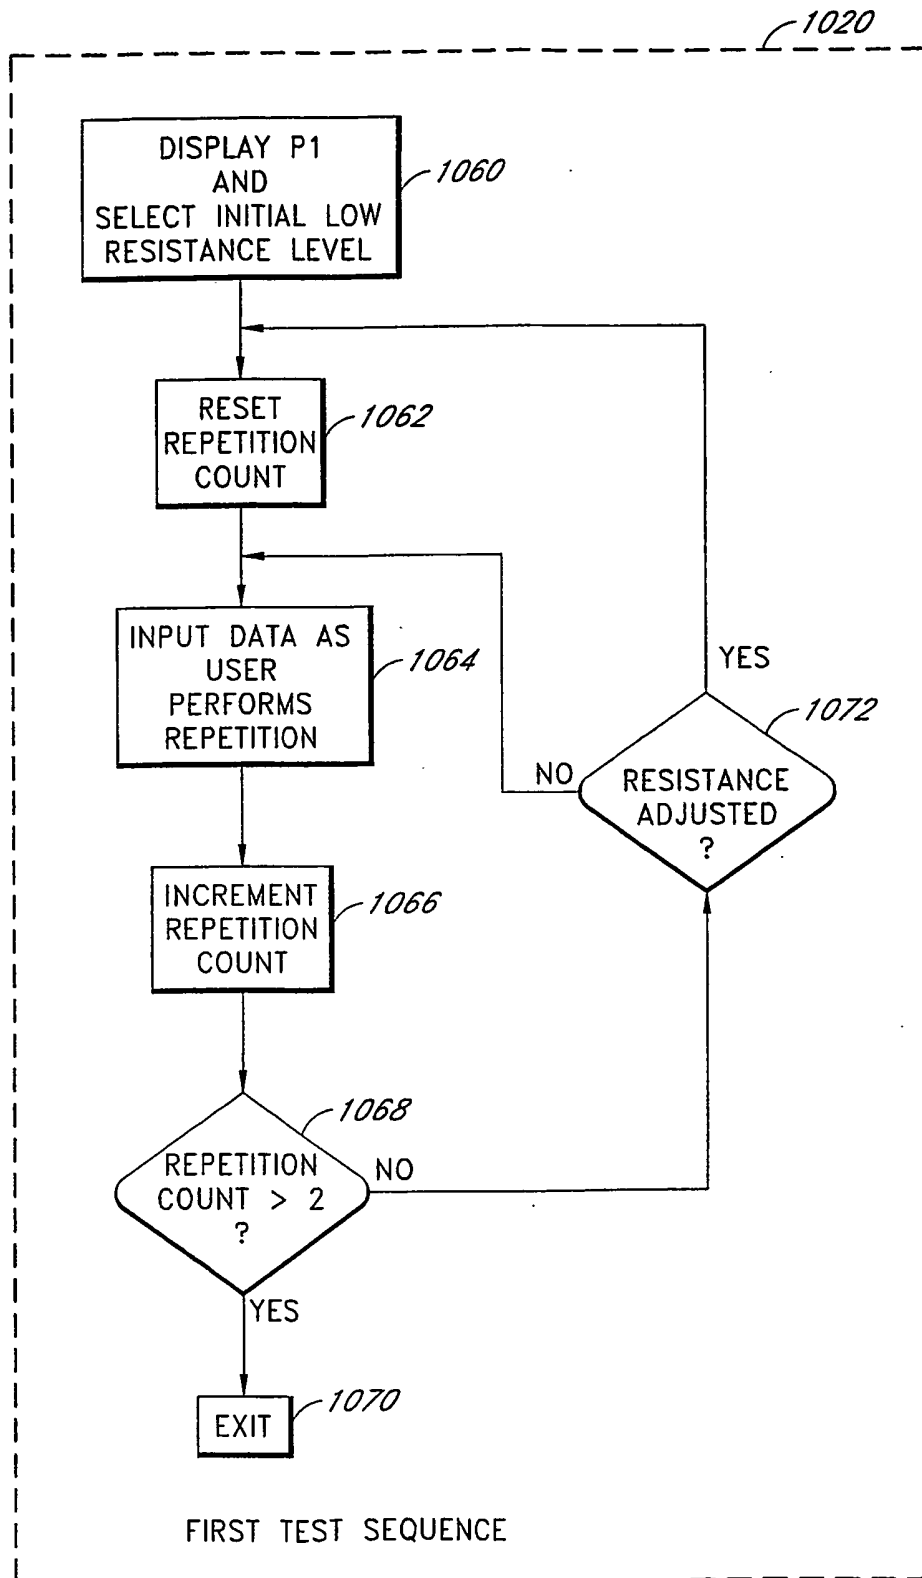 1020
DISPLAY P1
AND
SELECT INITIAL LOW
RESISTANCE LEVEL
1060
RESET
REPETITION
COUNT
1062
INPUT DATA AS
USER
PERFORMS
REPETITION
1064
YES
1072
NO
RESISTANCE
ADJUSTED
?
INCREMENT
REPETITION
COUNT
1066
1068
REPETITION
COUNT > 2
?
NO
YES
EXIT
1070
FIRST TEST SEQUENCE